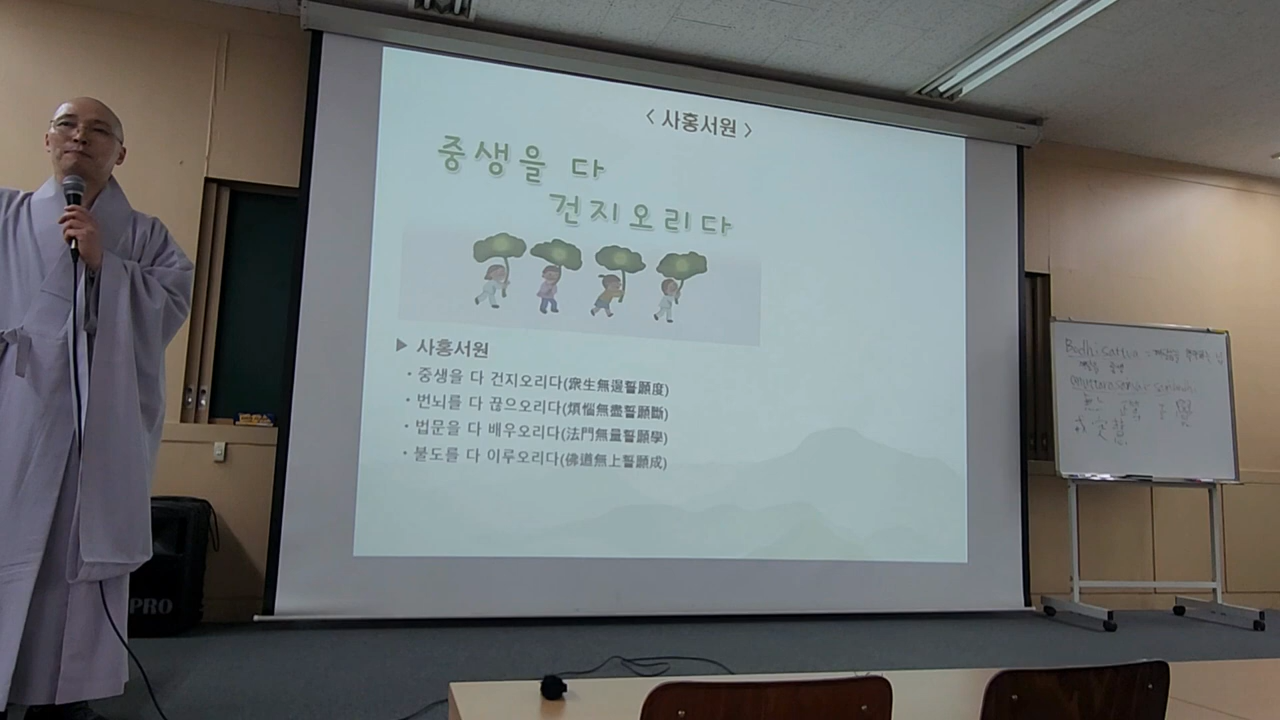 〈 사홍서원 〉
중생을 다
건지오리다
▶ 사홍서원
• 중생을 다 건지오리다(衆生無邊誓願度)
• 번뇌를 다 끊으오리다(煩惱無盡誓願斷)
• 법문을 다 배우오리다(法門無量誓願學)
• 불도를 다 이루오리다(佛道無上誓願成)
Bodhisattva
PRO